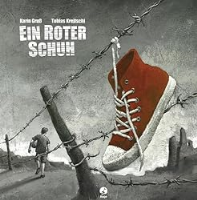 Karin Gruß Tobias Krejtschi
EIN ROTER
SCHUH